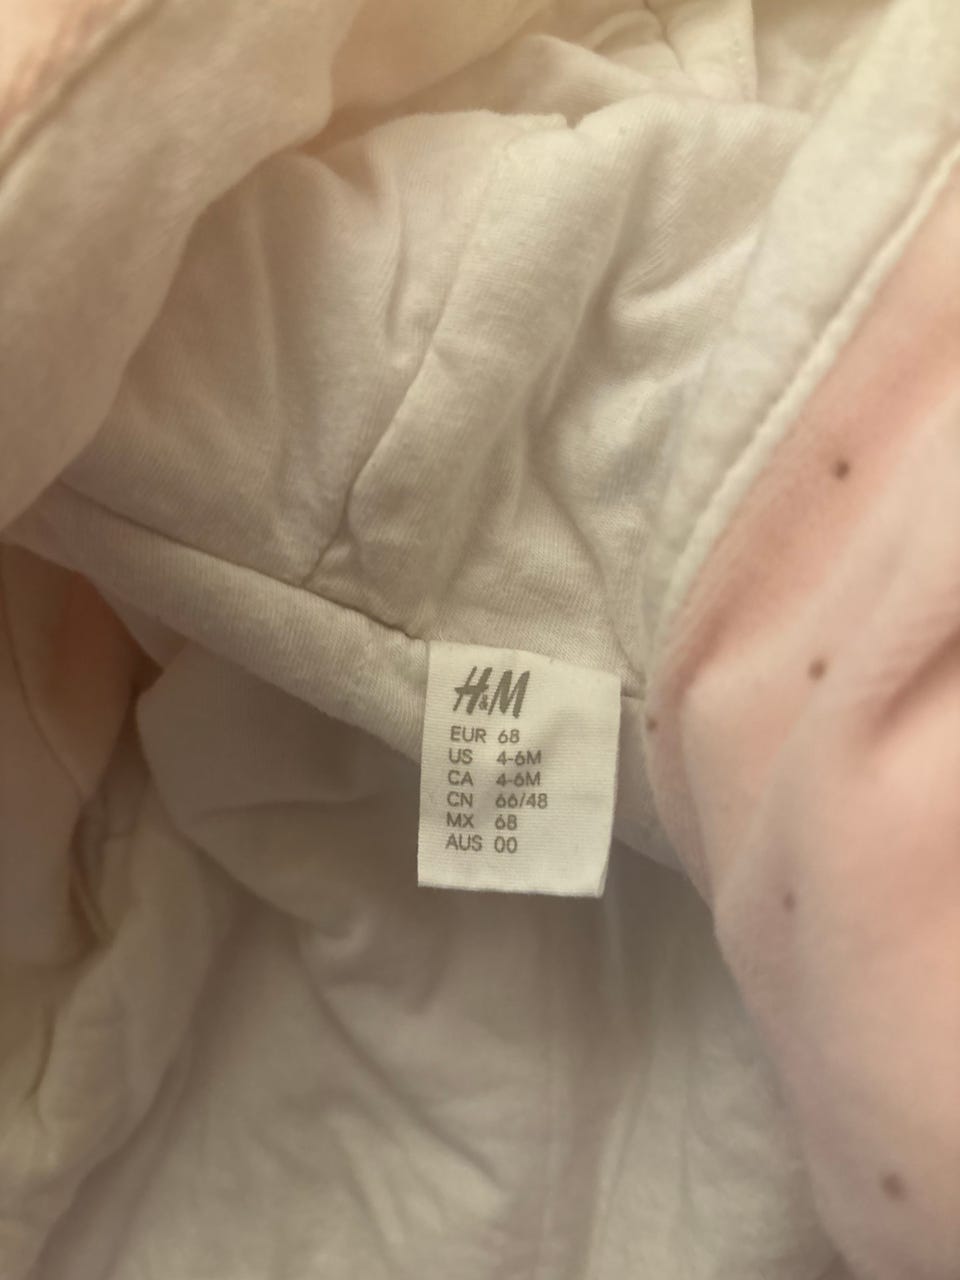 H&M
EUR 68
US 4-6M
CA 4-6M
CN 66/48
MX 68
AUS 00